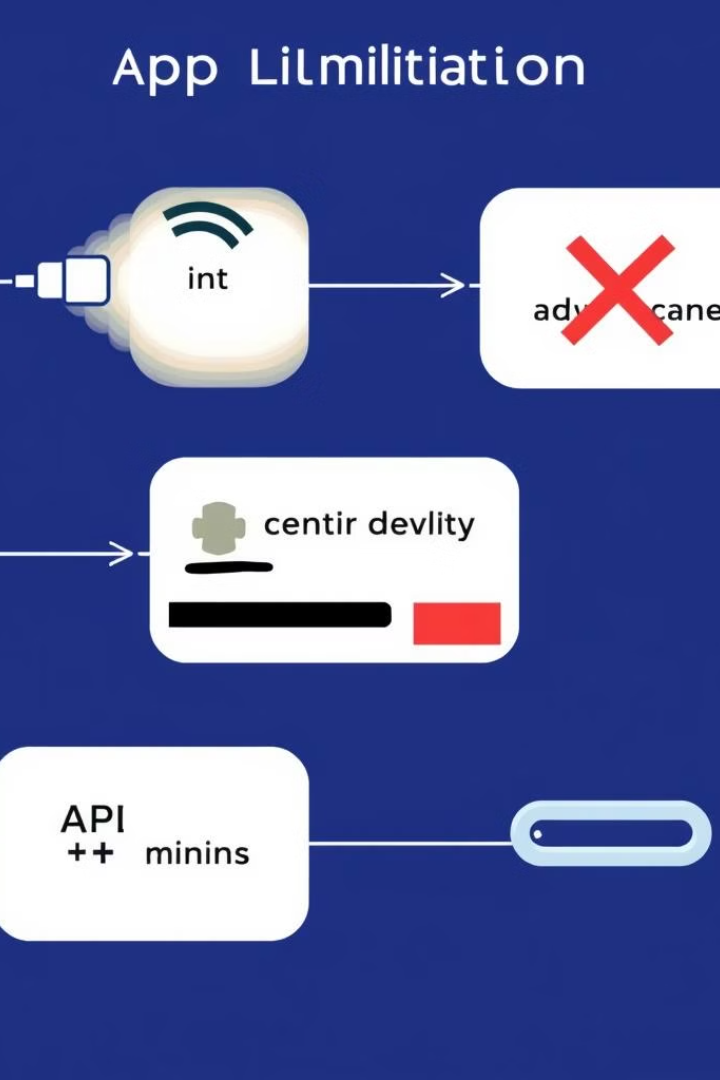 App Lilmilitiation
int
centir devlity
API
++ minins